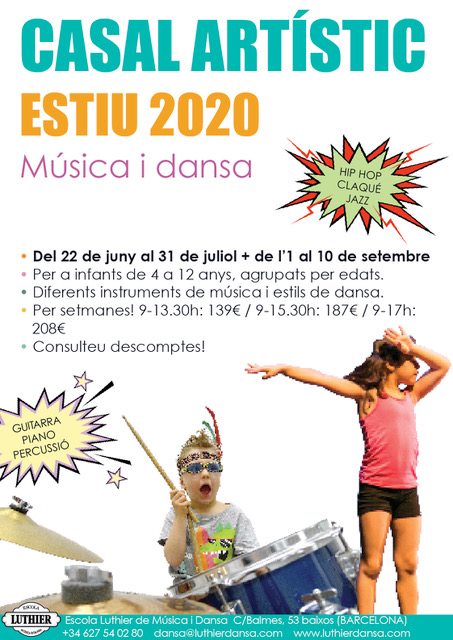 CASAL ARTÍSTIC
ESTIU 2020
Música i dansa
HIP HOP
CLAQUÉ
JAZZ
• Del 22 de juny al 31 de juliol + de l'1 al 10 de setembre
• Per a infants de 4 a 12 anys, agrupats per edats.
• Diferents instruments de música i estils de dansa.
• Per setmanes! 9-13.30h: 139€ / 9-15.30h: 187€ / 9-17h:
208€
• Consulteu descomptes!
GUITARRA
PIANO
PERCUSSIÓ
ESCOLA
LUTHIER
Escola Luthier de Música i Dansa C/Balmes, 53 baixos (BARCELONA)
+34 627 54 02 80 dansa@luthierdansa.com www.luthierdansa.com